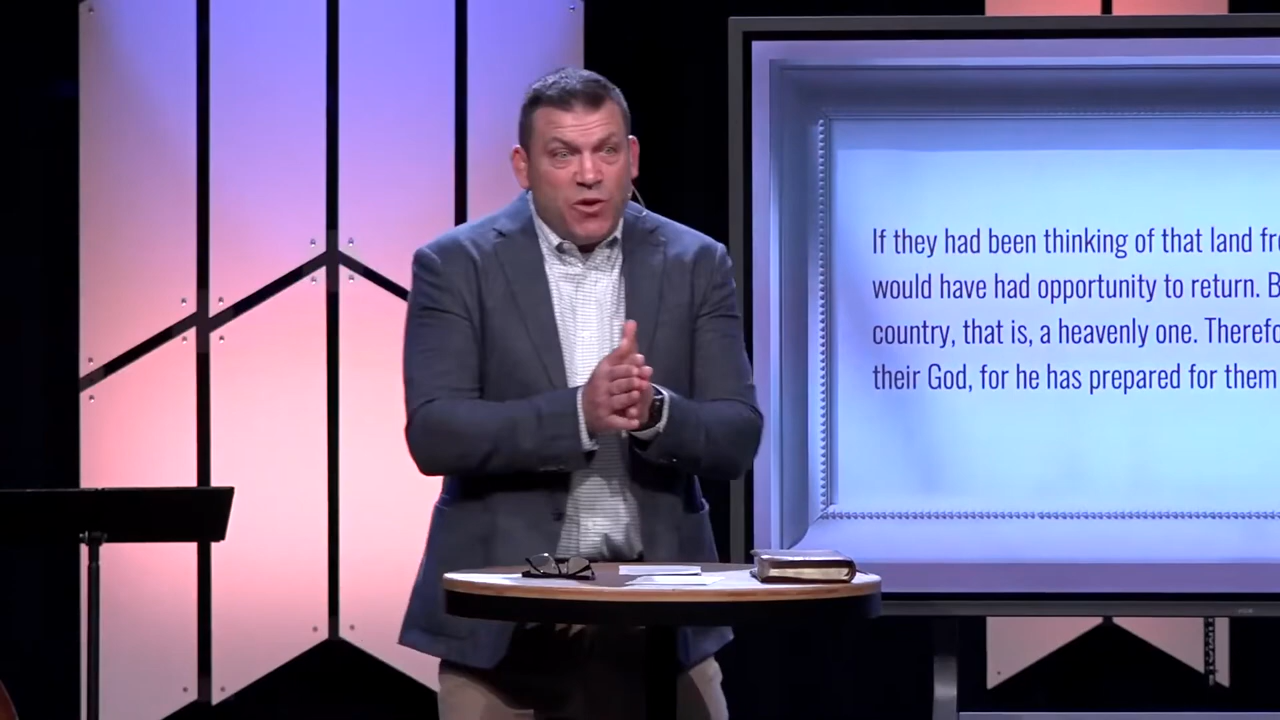 If they had been thinking of that land
would have had opportunity to return.
country, that is, a heavenly one.
their God, for he has prepared for them